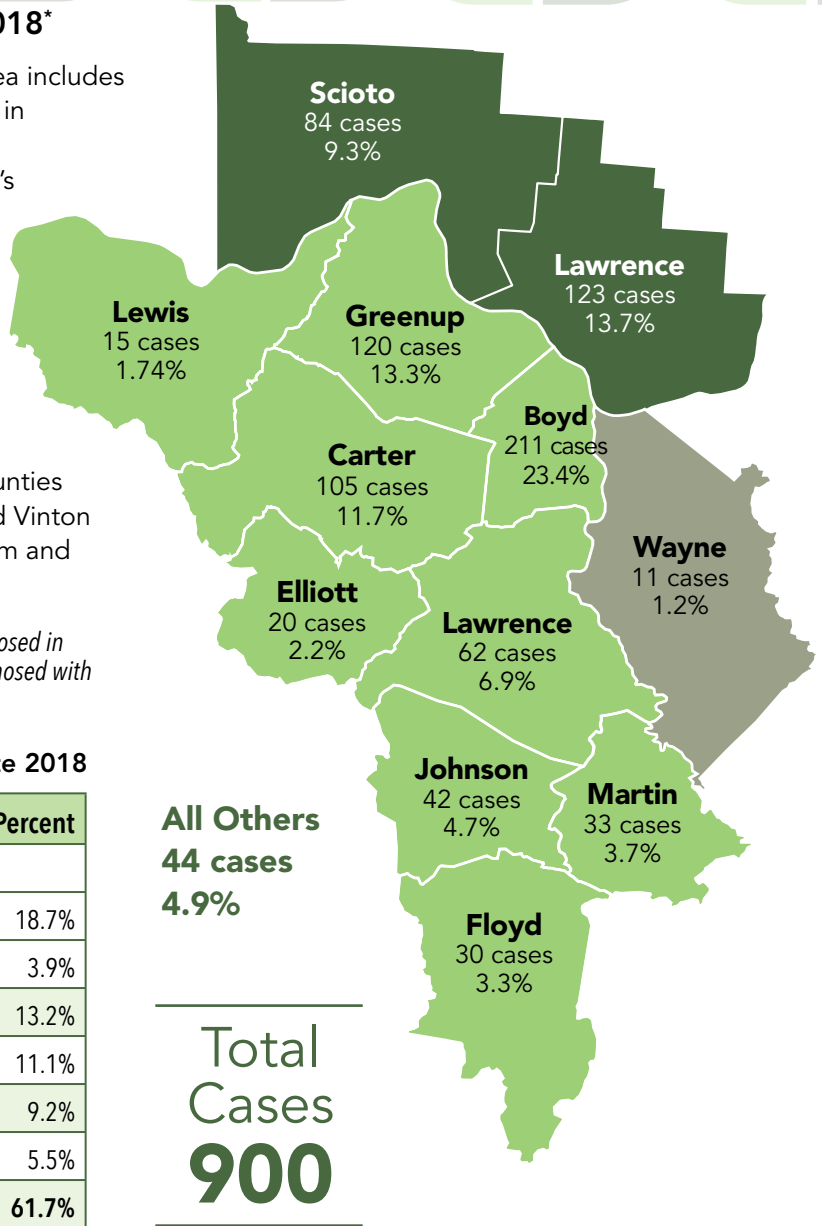 018*
ea includes
in
's
unties
d Vinton
m and
osed in
nosed with
te 2018
Percent
18.7%
3.9%
13.2%
11.1%
9.2%
5.5%
61.7%
Scioto
84 cases
9.3%
Lawrence
123 cases
13.7%
Lewis
15 cases
1.74%
Greenup
120 cases
13.3%
Boyd
211 cases
23.4%
Carter
105 cases
11.7%
Wayne
11 cases
1.2%
Elliott
20 cases
2.2%
Lawrence
62 cases
6.9%
Johnson
42 cases
4.7%
Martin
33 cases
3.7%
Floyd
30 cases
3.3%
All Others
44 cases
4.9%
Total
Cases
900